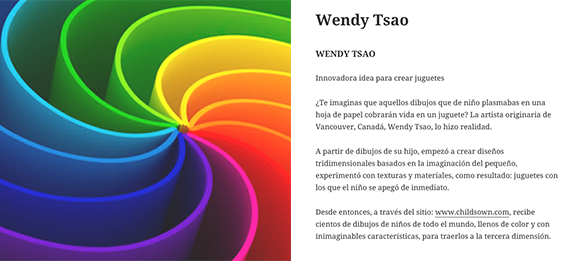 Wendy Tsao
WENDY TSAO
Innovadora idea para crear juguetes
¿Te imaginas que aquellos dibujos que de niño plasmabas en una
hoja de papel cobrarán vida en un juguete? La artista originaria de
Vancouver, Canadá, Wendy Tsao, lo hizo realidad.
A partir de dibujos de su hijo, empezó a crear diseños
tridimensionales basados en la imaginación del pequeño,
experimentó con texturas y materiales, como resultado: juguetes con
los que el niño se apegó de inmediato.
Desde entonces, a través del sitio: www.childsown.com, recibe
cientos de dibujos de niños de todo el mundo, llenos de color y con
inimaginables características, para traerlos a la tercera dimensión.